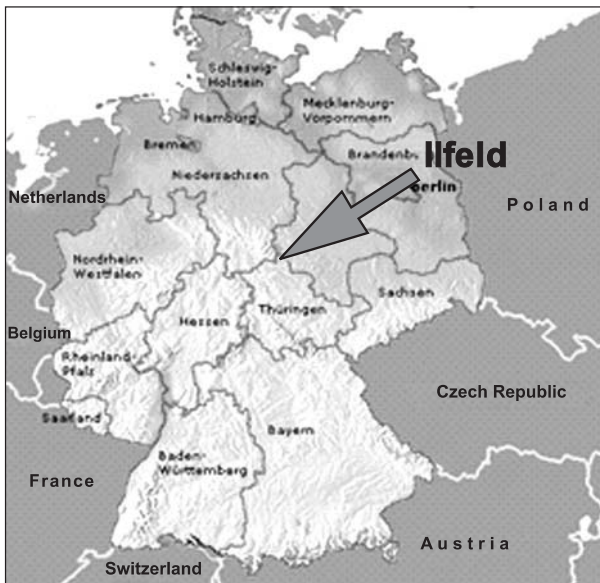 Schleswig-
Holstein
Mecklenburg-
Vorpommern
Hamburg
Bremen
Brandenbu
Ilfeld
Niedersachsen
erlin
Netherlands
Poland
Nordrhein-
Westfalen
Sachsen
Thüringen
Hessen
Belgium
Rheinland-
Pfalz
Czech Republic
Saarland
Bayern
Baden-
Württemberg
France
Austria
Switzerland